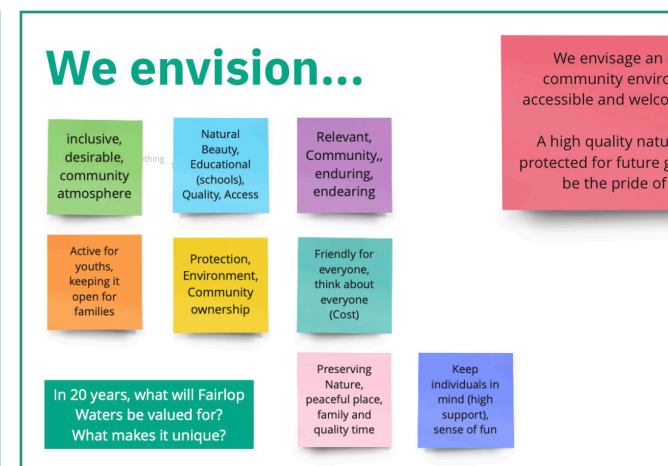 We envision...
inclusive,
desirable,
community
atmosphere
Natural
Beauty,
Educational
(schools),
Quality, Access
Relevant,
Community,,
enduring,
endearing
Active for
youths,
keeping it
open for
families
Protection,
Environment,
Community
ownership
Friendly for
everyone,
think about
everyone
(Cost)
Preserving
Nature,
peaceful place,
family and
quality time
Keep
individuals in
mind (high
support),
sense of fun
In 20 years, what will Fairlop
Waters be valued for?
What makes it unique?
We envisage an
community enviro
accessible and welco
A high quality natu
protected for future g
be the pride of